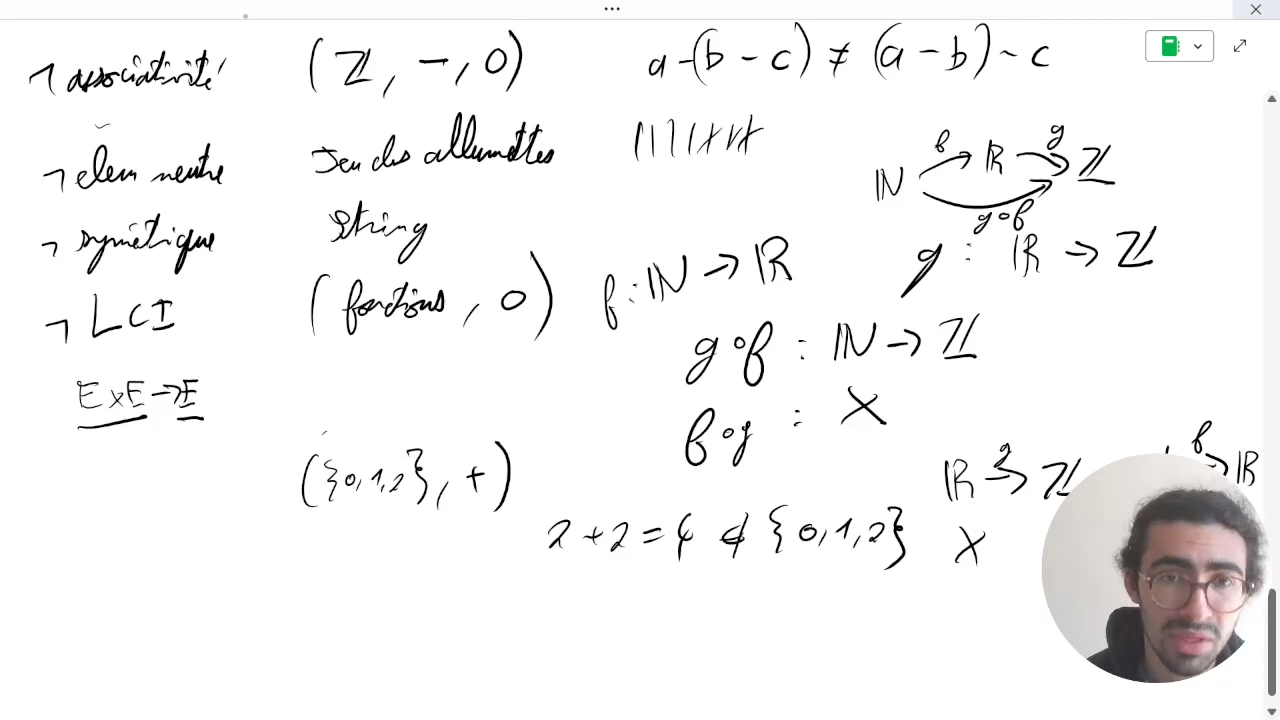 ¬ associativité
(ℤ, −, 0)
a-(b-c) ≠ (a-b)-c
¬ elem neutre
Jeu des allumettes
ℕ f→ ℝ g→ ℤ
g∘f
¬ symétrique
string
g : ℝ → ℤ
¬ LCI
(fonctions, ∘)
f : ℕ → ℝ
g∘f : ℕ → ℤ
E×E→E
f∘g : X
({0,1,2}, +)
ℝ g→ ℤ
f→ ℝ
2+2=4 ∉ {0,1,2}
X